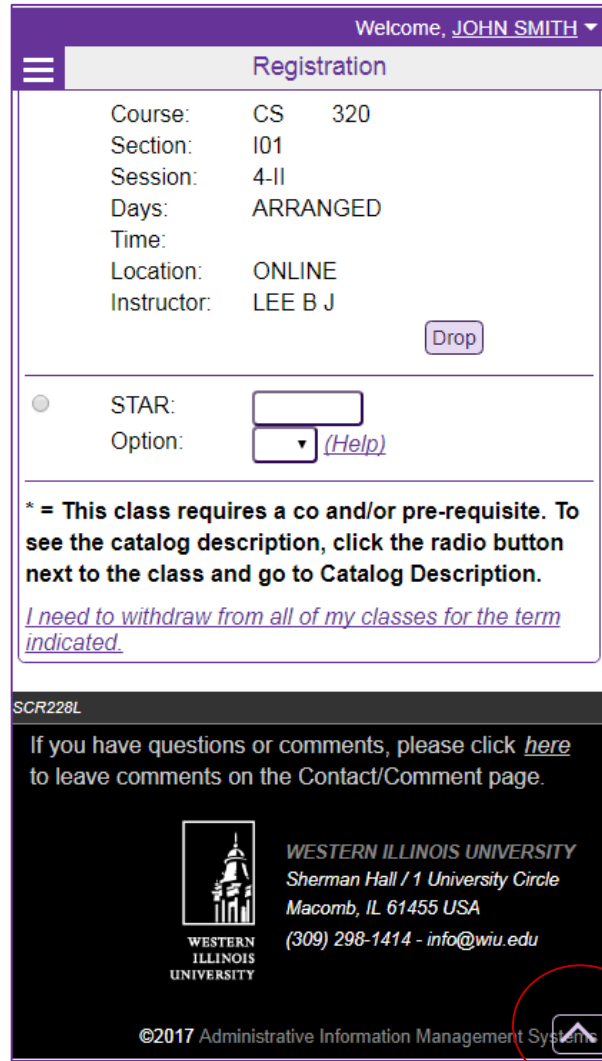 Welcome, JOHN SMITH
Registration
Course: CS 320
Section: I01
Session: 4-II
Days: ARRANGED
Time:
Location: ONLINE
Instructor: LEE B J
Drop
STAR:
Option: (Help)
* = This class requires a co and/or pre-requisite. To
see the catalog description, click the radio button
next to the class and go to Catalog Description.
I need to withdraw from all of my classes for the term
indicated.
SCR228L
If you have questions or comments, please click here
to leave comments on the Contact/Comment page.
WESTERN
ILLINOIS
UNIVERSITY
WESTERN ILLINOIS UNIVERSITY
Sherman Hall / 1 University Circle
Macomb, IL 61455 USA
(309) 298-1414 - info@wiu.edu
©2017 Administrative Information Management Systems